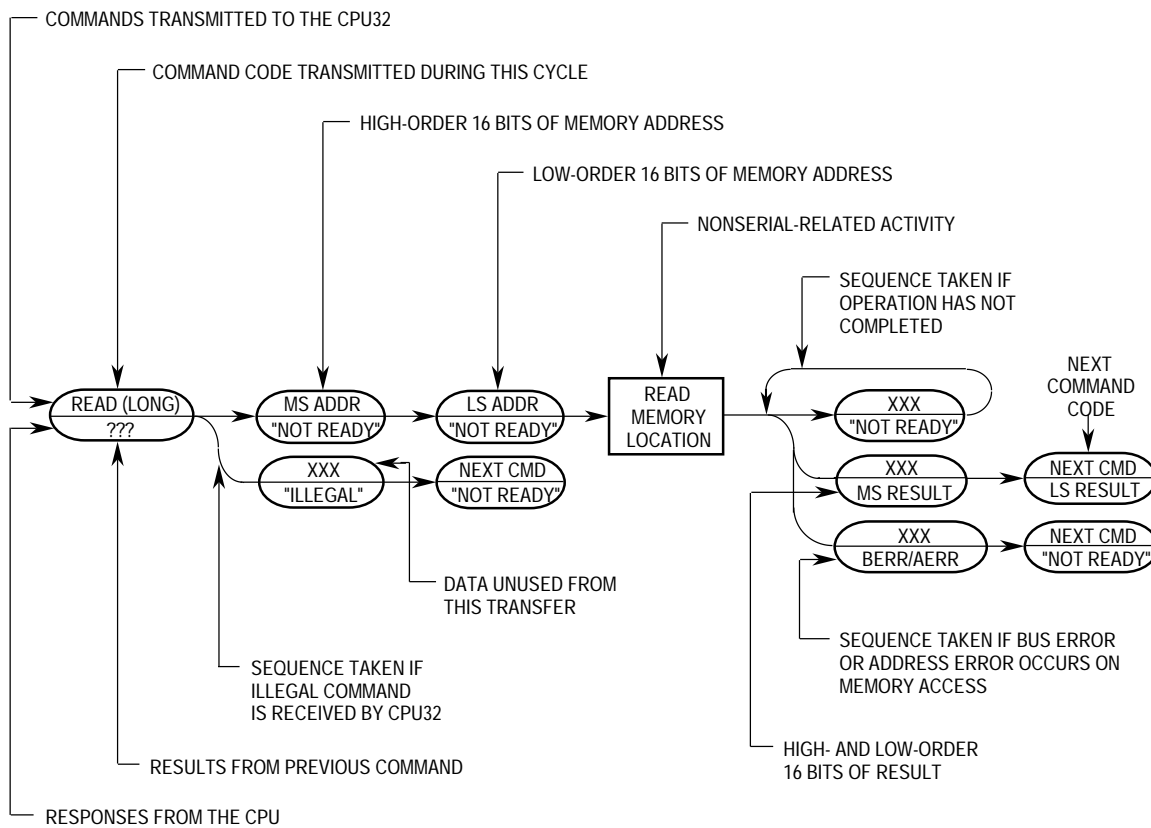 COMMANDS TRANSMITTED TO THE CPU32
COMMAND CODE TRANSMITTED DURING THIS CYCLE
HIGH-ORDER 16 BITS OF MEMORY ADDRESS
LOW-ORDER 16 BITS OF MEMORY ADDRESS
NONSERIAL-RELATED ACTIVITY
SEQUENCE TAKEN IF
OPERATION HAS NOT
COMPLETED
NEXT
COMMAND
CODE
READ (LONG)
???
MS ADDR
"NOT READY"
LS ADDR
"NOT READY"
READ
MEMORY
LOCATION
XXX
"NOT READY"
XXX
"ILLEGAL"
NEXT CMD
"NOT READY"
XXX
MS RESULT
NEXT CMD
LS RESULT
XXX
BERR/AERR
NEXT CMD
"NOT READY"
DATA UNUSED FROM
THIS TRANSFER
SEQUENCE TAKEN IF BUS ERROR
OR ADDRESS ERROR OCCURS ON
MEMORY ACCESS
SEQUENCE TAKEN IF
ILLEGAL COMMAND
IS RECEIVED BY CPU32
HIGH- AND LOW-ORDER
16 BITS OF RESULT
RESULTS FROM PREVIOUS COMMAND
RESPONSES FROM THE CPU